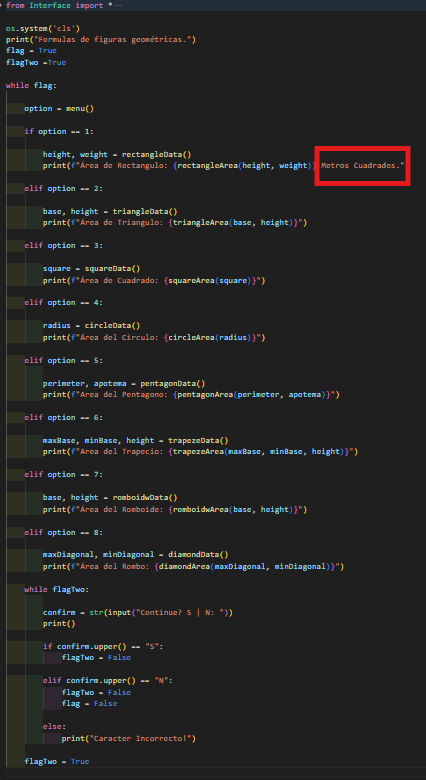 from Interface import * ...
os.system('cls')
print("Formulas de figuras geométricas.")
flag = True
flagTwo =True
while flag:
option = menu()
if option == 1:
height, weight = rectangleData()
print(f"Área de Rectangulo: {rectangleArea(height, weight)} Metros Cuadrados."
elif option == 2:
base, height = triangleData()
print(f"Área de Triangulo: {triangleArea(base, height)}")
elif option == 3:
square = squareData()
print(f"Área de Cuadrado: {squareArea(square)}")
elif option == 4:
radius = circleData()
print(f"Área del Circulo: {circleArea(radius)}")
elif option == 5:
perimeter, apotema = pentagonData()
print(f"Area del Pentagono: {pentagonArea(perimeter, apotema)}")
elif option == 6:
maxBase, minBase, height = trapezeData()
print(f"Area del Trapecio: {trapezeArea(maxBase, minBase, height)}")
elif option == 7:
base, height = romboidwData()
print(f"Área del Romboide: {romboidwArea(base, height)}")
elif option == 8:
maxDiagonal, minDiagonal = diamondData()
print(f"Área del Rombo: {diamondArea(maxDiagonal, minDiagonal)}")
while flagTwo:
confirm = str(input("Continue? S | N: "))
print()
if confirm.upper() == "S":
flagTwo = False
elif confirm.upper() == "N":
flagTwo = False
flag = False
else:
print("Caracter Incorrecto!")
flagTwo = True